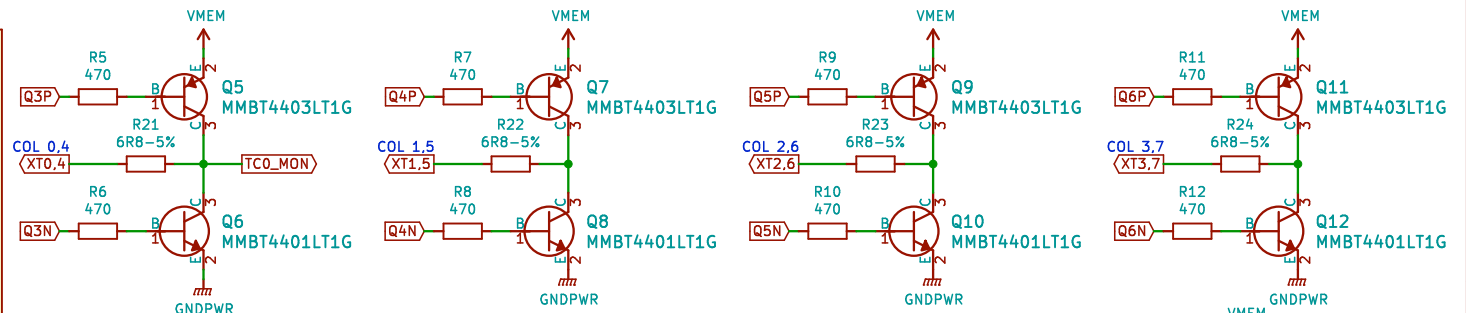 VMEM
R5
470
Q3P
B
1
E
2
C
3
Q5
MMBT4403LT1G
R21
6R8-5%
COL 0,4
XT0,4
TC0_MON
R6
470
Q3N
B
1
C
3
E
2
Q6
MMBT4401LT1G
GNDPWR
VMEM
R7
470
Q4P
B
1
E
2
C
3
Q7
MMBT4403LT1G
R22
6R8-5%
COL 1,5
XT1,5
R8
470
Q4N
B
1
C
3
E
2
Q8
MMBT4401LT1G
GNDPWR
VMEM
R9
470
Q5P
B
1
E
2
C
3
Q9
MMBT4403LT1G
R23
6R8-5%
COL 2,6
XT2,6
R10
470
Q5N
B
1
C
3
E
2
Q10
MMBT4401LT1G
GNDPWR
VMEM
R11
470
Q6P
B
1
E
2
C
3
Q11
MMBT4403LT1G
R24
6R8-5%
COL 3,7
XT3,7
R12
470
Q6N
B
1
C
3
E
2
Q12
MMBT4401LT1G
GNDPWR
VMEM